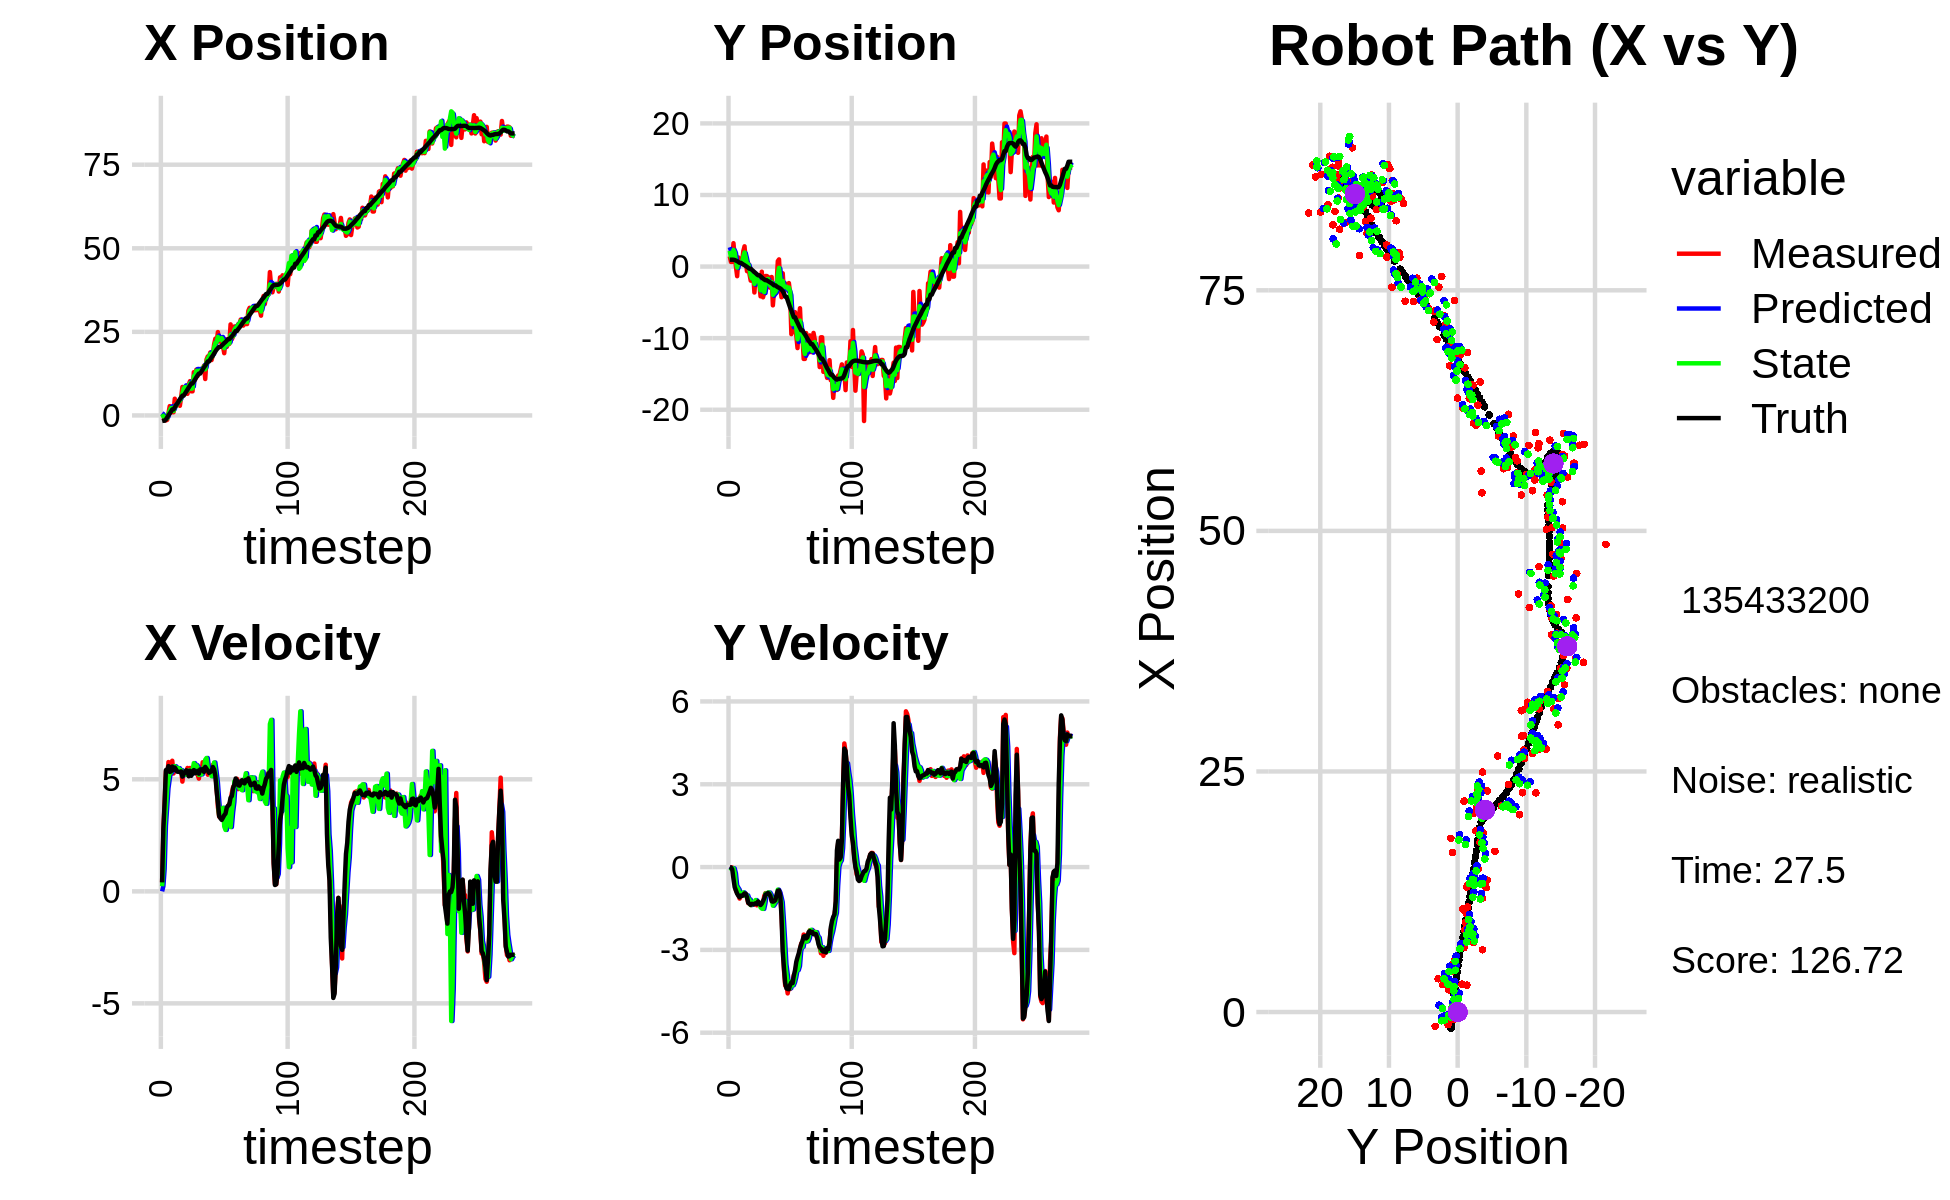 X Position
75
50
25
0
0
100
200
timestep
Y Position
20
10
0
-10
-20
0
100
200
timestep
X Velocity
5
0
-5
0
100
200
timestep
Y Velocity
6
3
0
-3
-6
0
100
200
timestep
Robot Path (X vs Y)
X Position
75
50
25
0
20 10 0 -10 -20
Y Position
variable
Measured
Predicted
State
Truth
135433200
Obstacles: none
Noise: realistic
Time: 27.5
Score: 126.72